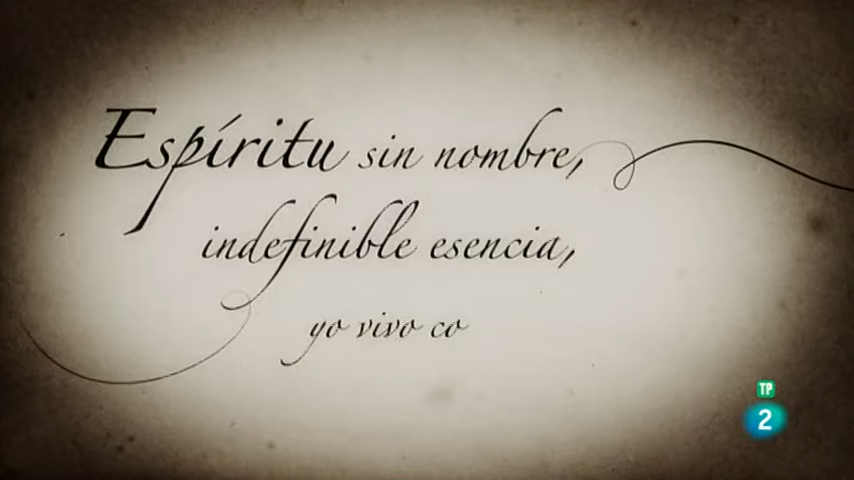 Espíritu sin nombre,
indefinible esencia,
yo vivo co
TP
2